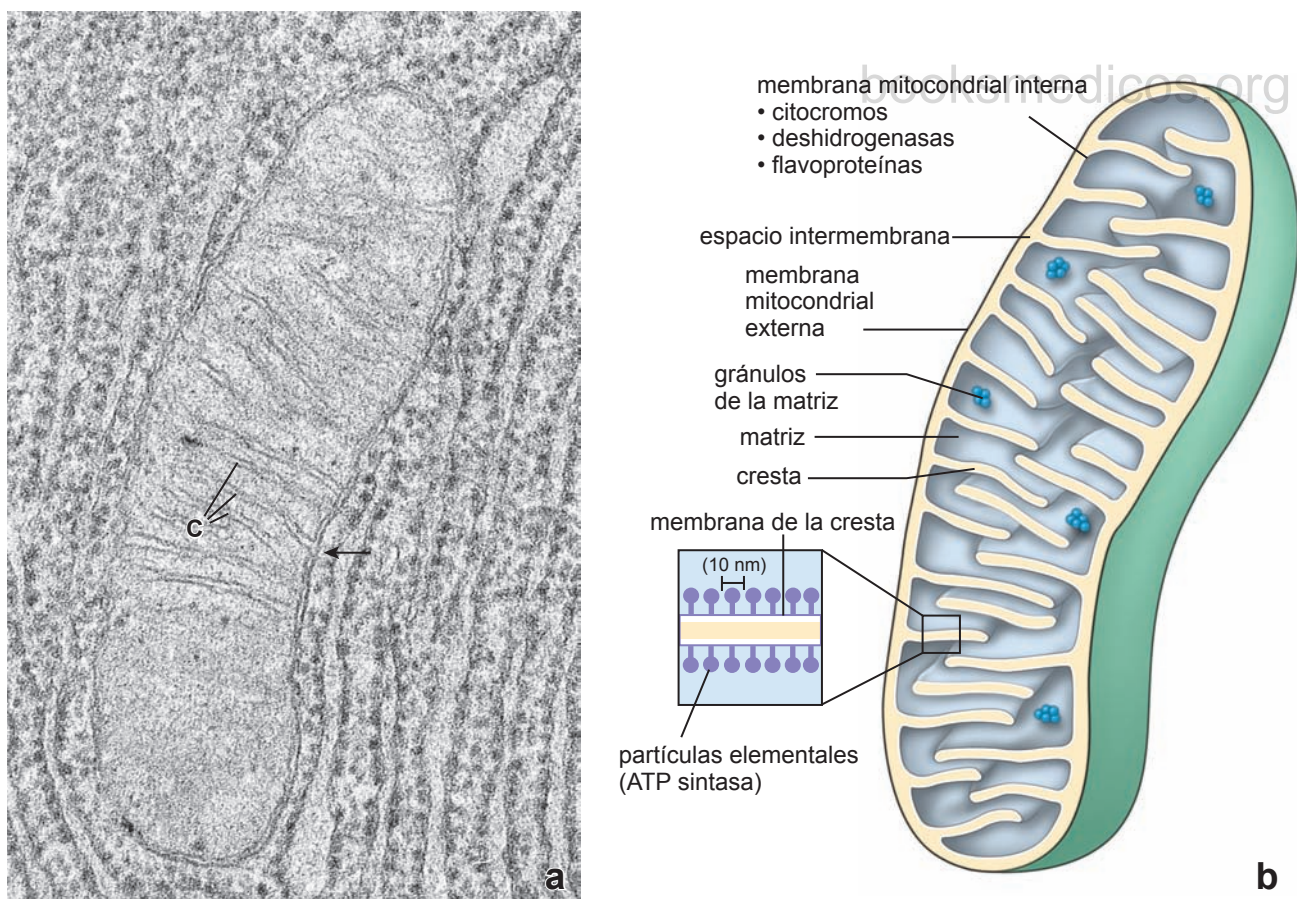 booksmedicos.org
membrana mitocondrial interna
• citocromos
• deshidrogenasas
• flavoproteínas
espacio intermembrana
membrana
mitocondrial
externa
gránulos
de la matriz
matriz
cresta
membrana de la cresta
(10 nm)
partículas elementales
(ATP sintasa)
C
a
b